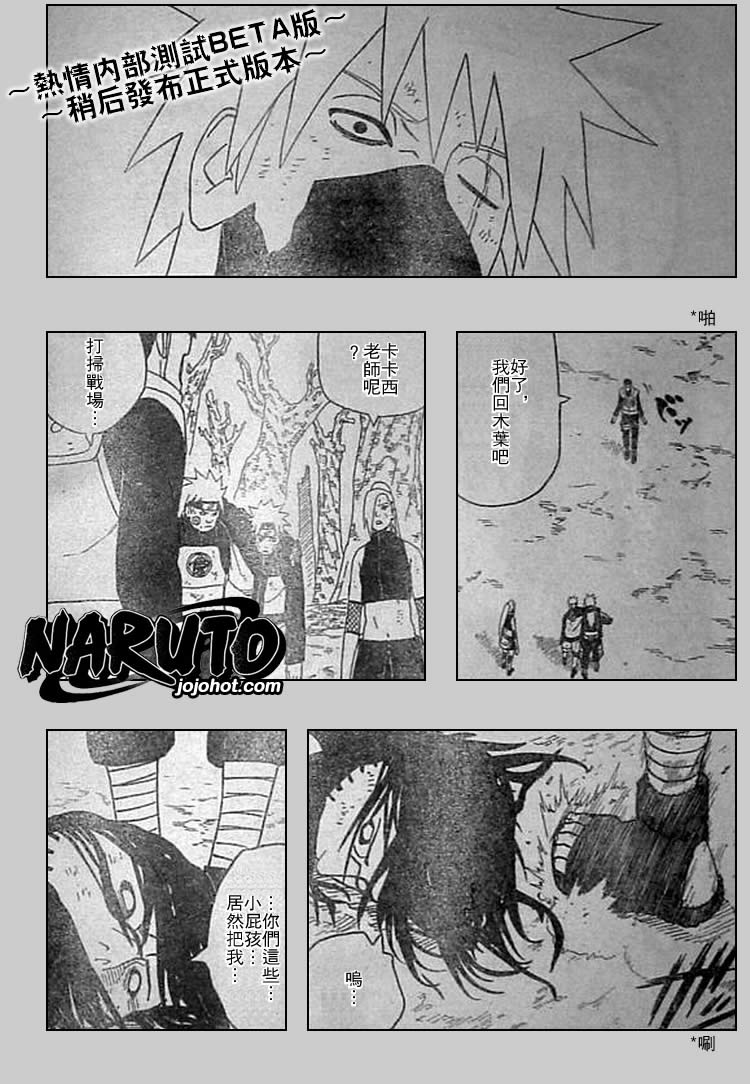 ～熱情内部測試BETA版～
～稍后發布正式版本～
*啪
好了，
我們回木葉吧
卡卡西
老師呢
？
打掃戰場…
NARUTO
jojohot.com
嗚…
…你們這些…
小屁孩…
居然把我…
*唰